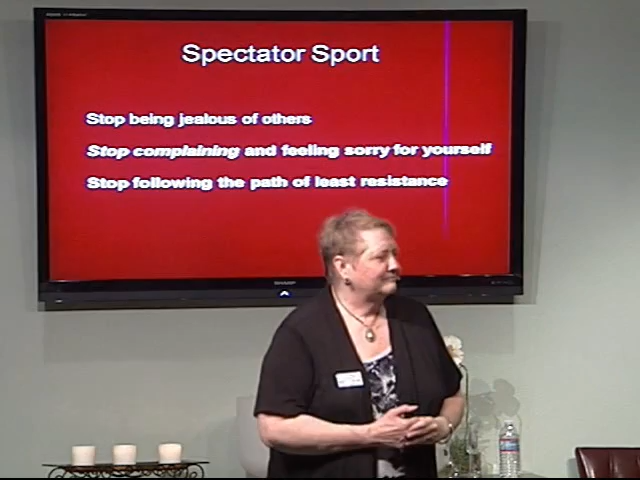 Spectator Sport
Stop being jealous of others
Stop complaining and feeling sorry for yourself
Stop following the path of least resistance
SHARP